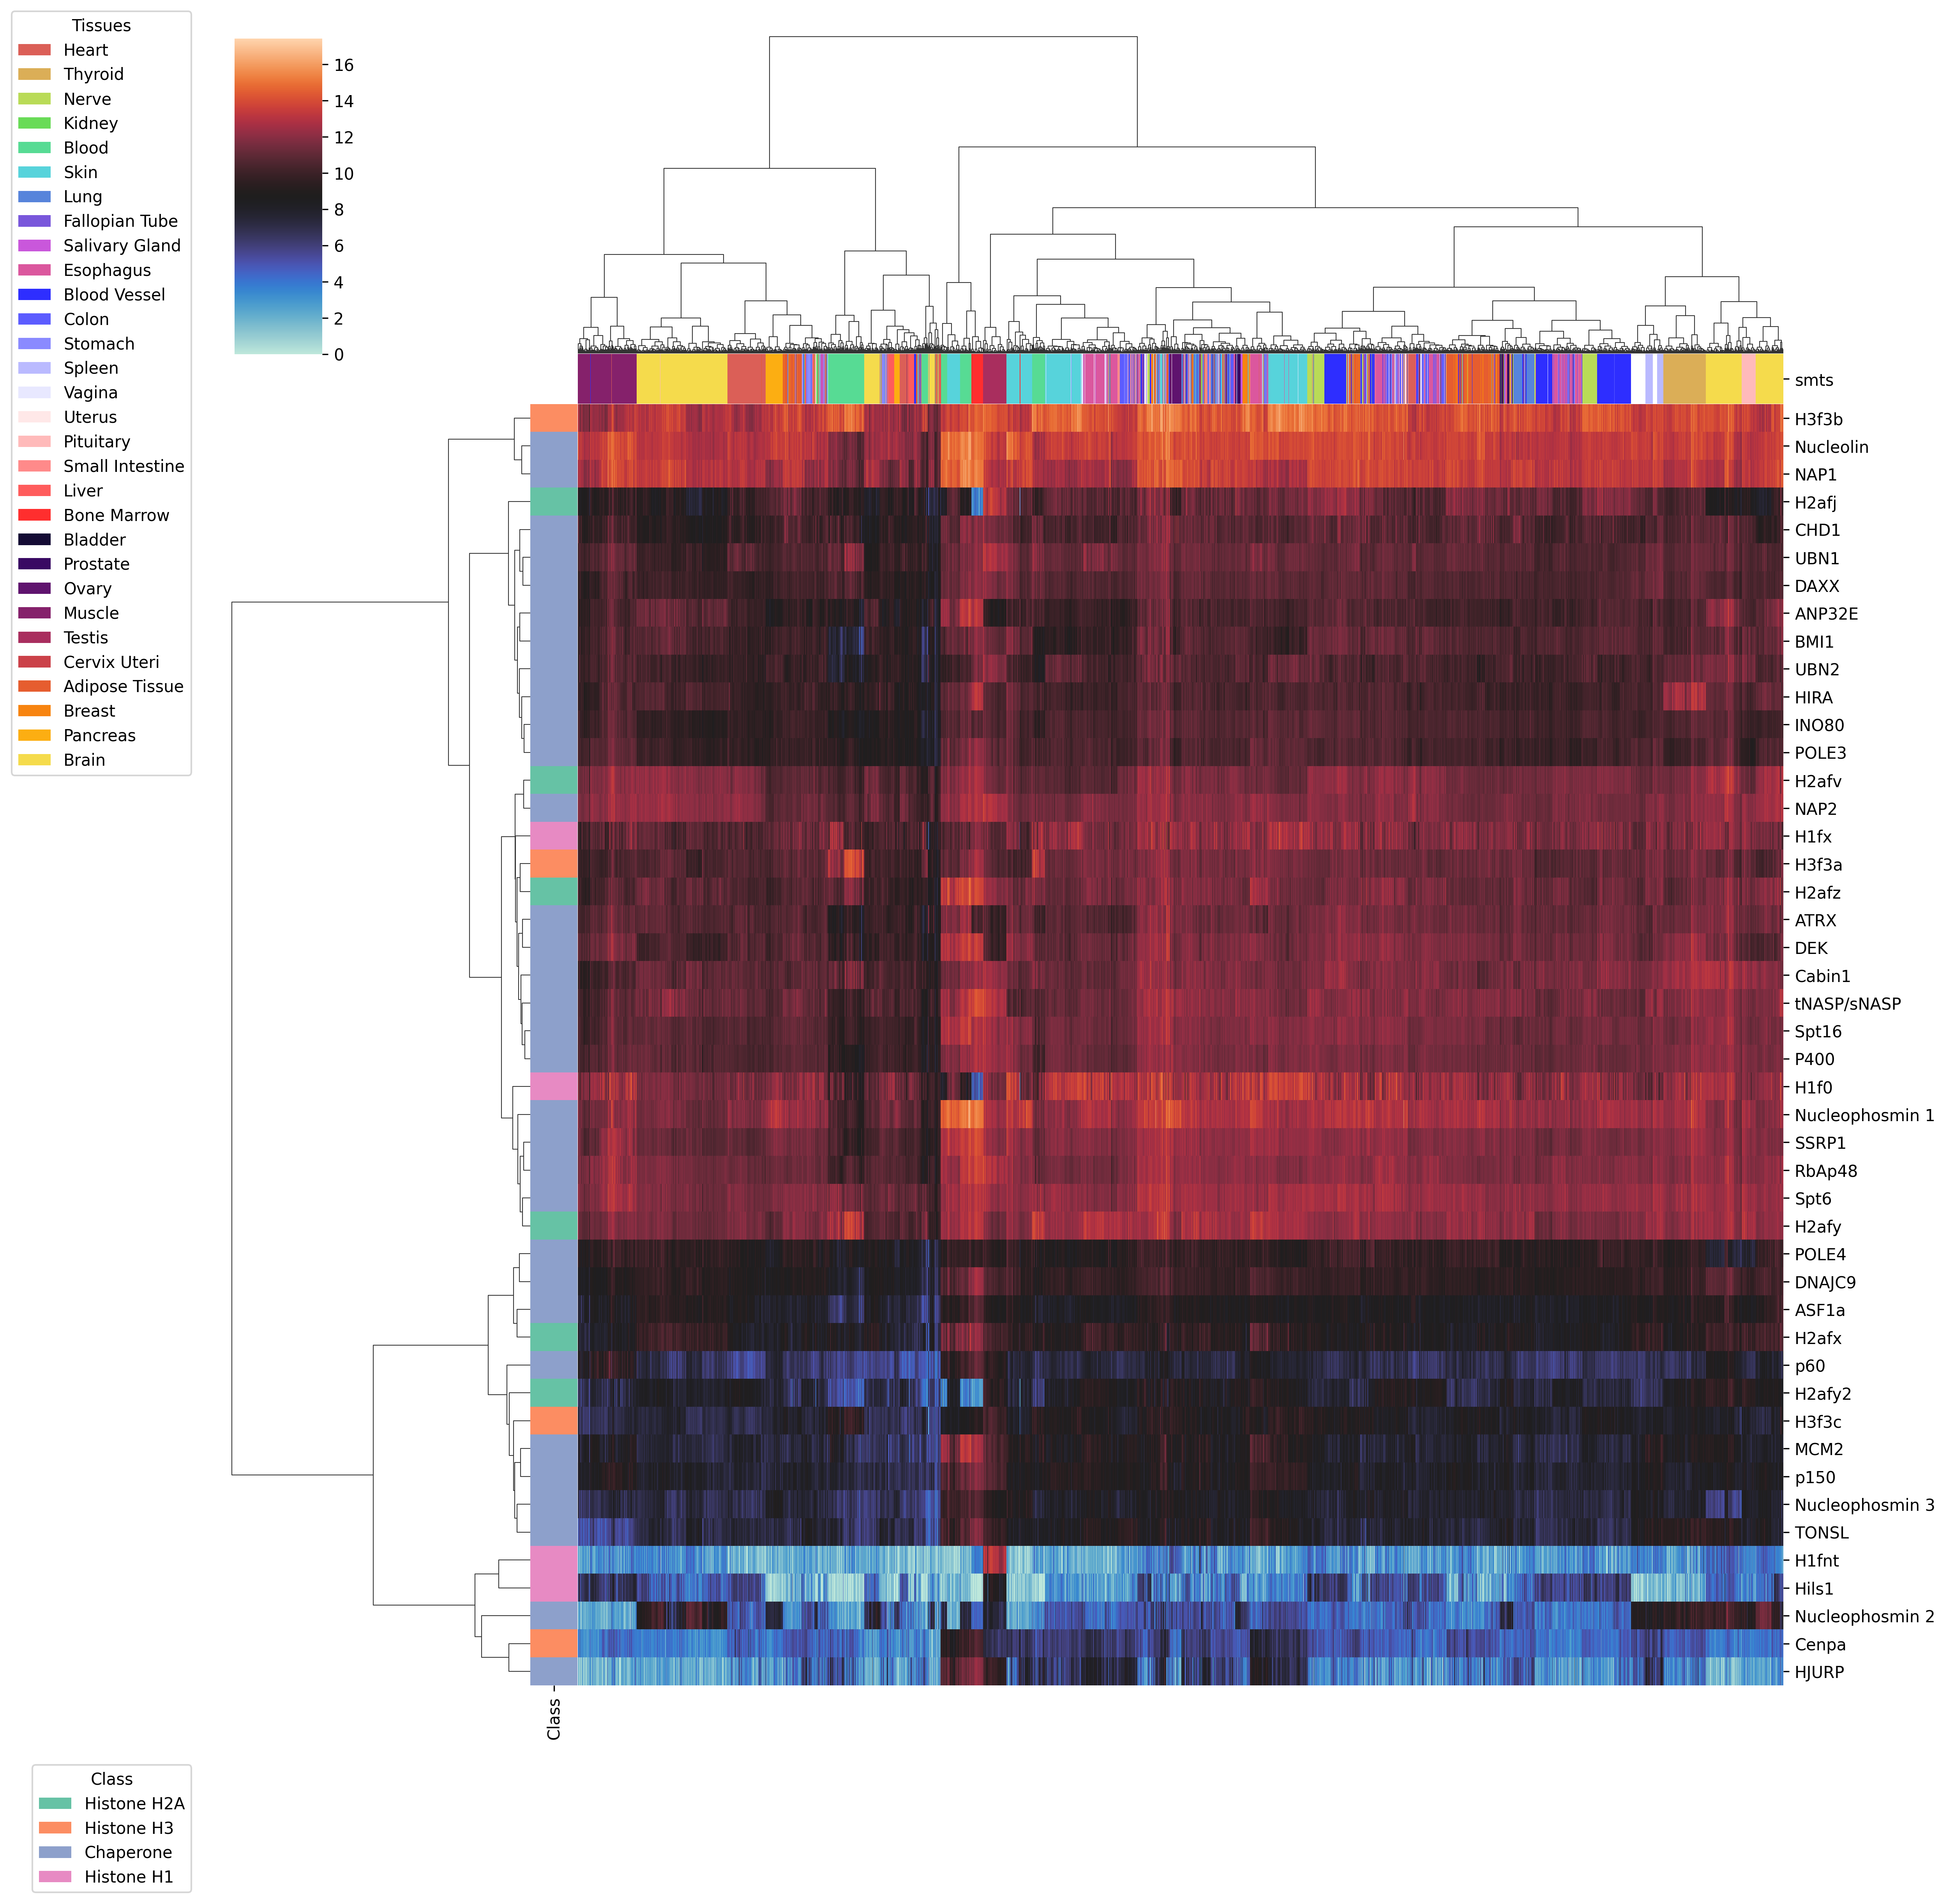 Tissues
Heart
Thyroid
Nerve
Kidney
Blood
Skin
Lung
Fallopian Tube
Salivary Gland
Esophagus
Blood Vessel
Colon
Stomach
Spleen
Vagina
Uterus
Pituitary
Small Intestine
Liver
Bone Marrow
Bladder
Prostate
Ovary
Muscle
Testis
Cervix Uteri
Adipose Tissue
Breast
Pancreas
Brain
16
14
12
10
8
6
4
2
0
smts
H3f3b
Nucleolin
NAP1
H2afj
CHD1
UBN1
DAXX
ANP32E
BMI1
UBN2
HIRA
INO80
POLE3
H2afv
NAP2
H1fx
H3f3a
H2afz
ATRX
DEK
Cabin1
tNASP/sNASP
Spt16
P400
H1f0
Nucleophosmin 1
SSRP1
RbAp48
Spt6
H2afy
POLE4
DNAJC9
ASF1a
H2afx
p60
H2afy2
H3f3c
MCM2
p150
Nucleophosmin 3
TONSL
H1fnt
Hils1
Nucleophosmin 2
Cenpa
HJURP
Class
Class
Histone H2A
Histone H3
Chaperone
Histone H1